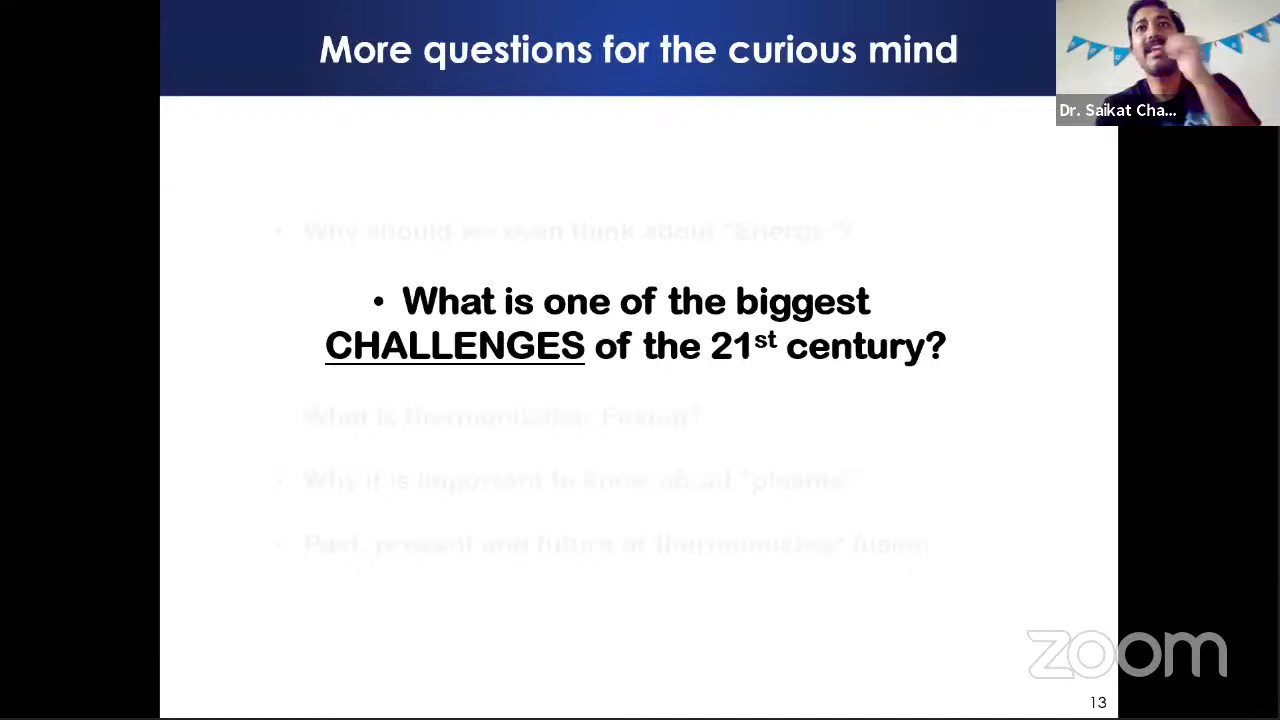 More questions for the curious mind
Dr. Saikat Cha...
• Why should we even think about "Energy"?
• What is one of the biggest
CHALLENGES of the 21st century?
What is thermonuclear Fusion?
• Why it is important to know about "plasma"
• Past, present and future of thermonuclear fusion
zoom
13